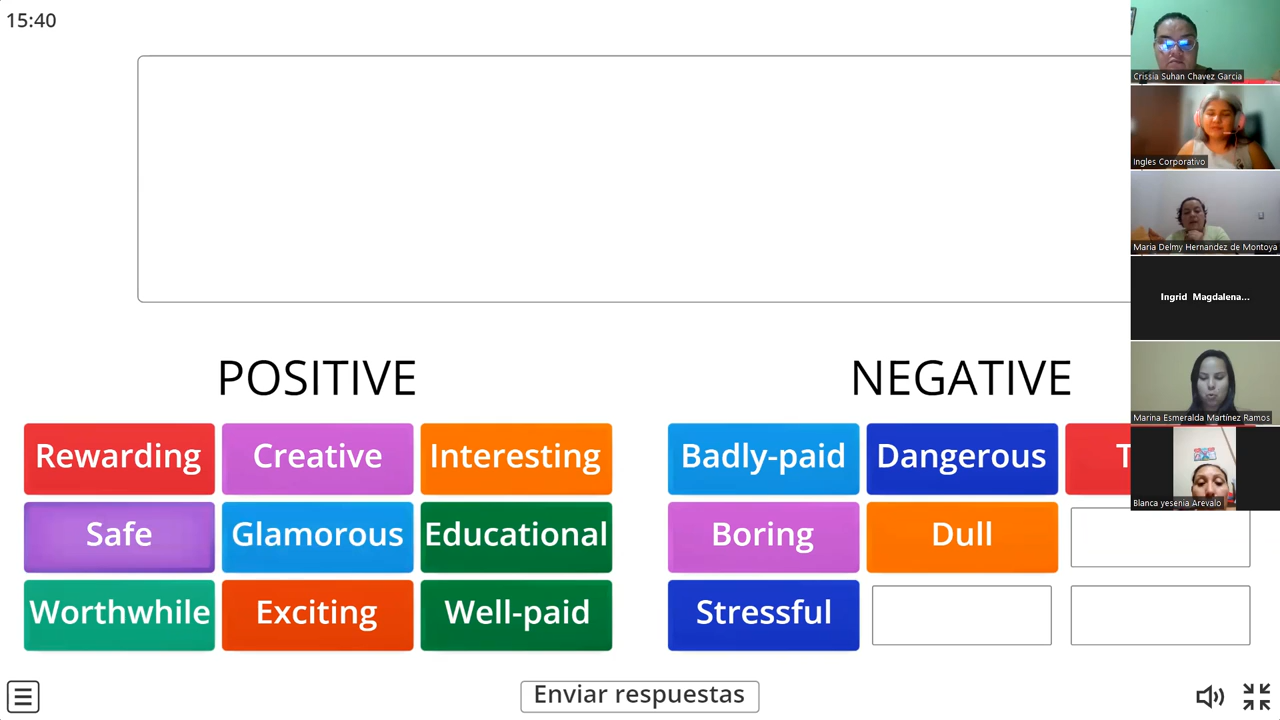 15:40
POSITIVE
NEGATIVE
Rewarding
Creative
Interesting
Badly-paid
Dangerous
T
Safe
Glamorous
Educational
Boring
Dull
Worthwhile
Exciting
Well-paid
Stressful
Enviar respuestas
Crissia Suhan Chavez Garcia
Ingles Corporativo
Maria Delmy Hernandez de Montoya
Ingrid Magdalena...
Marina Esmeralda Martínez Ramos
Blanca yesenia Arevalo